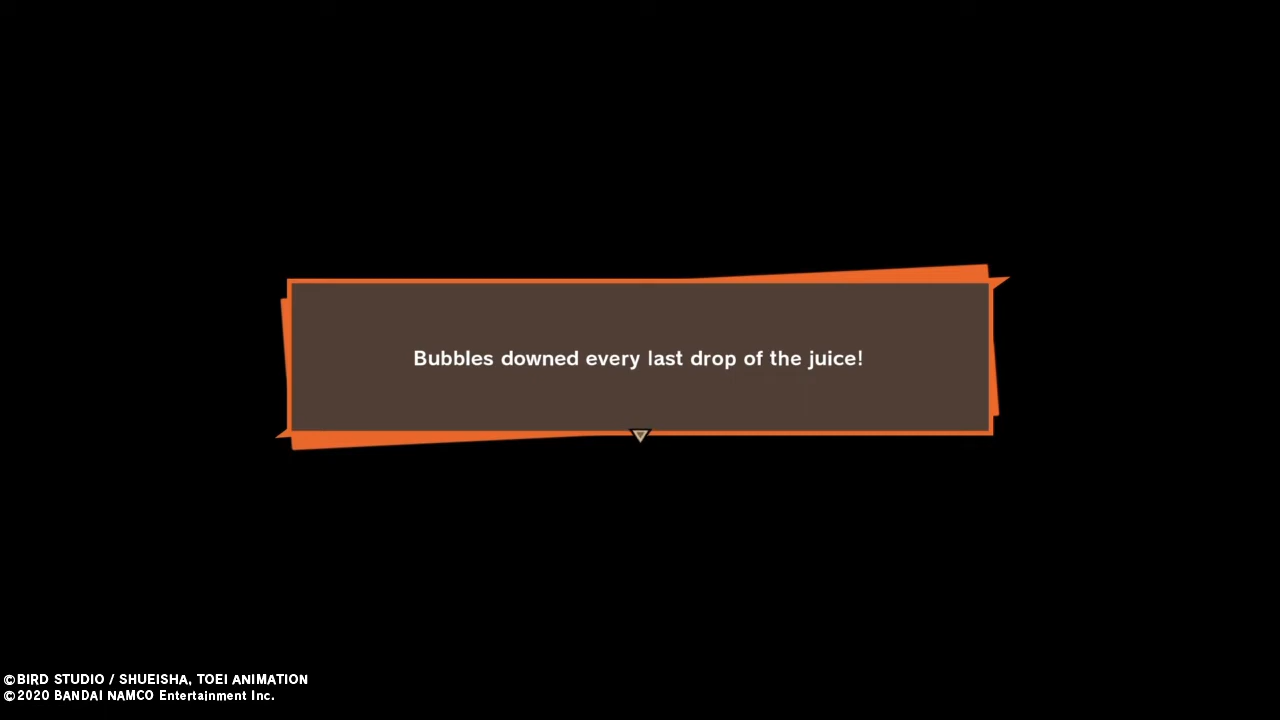 Bubbles downed every last drop of the juice!
©BIRD STUDIO / SHUEISHA, TOEI ANIMATION
©2020 BANDAI NAMCO Entertainment Inc.